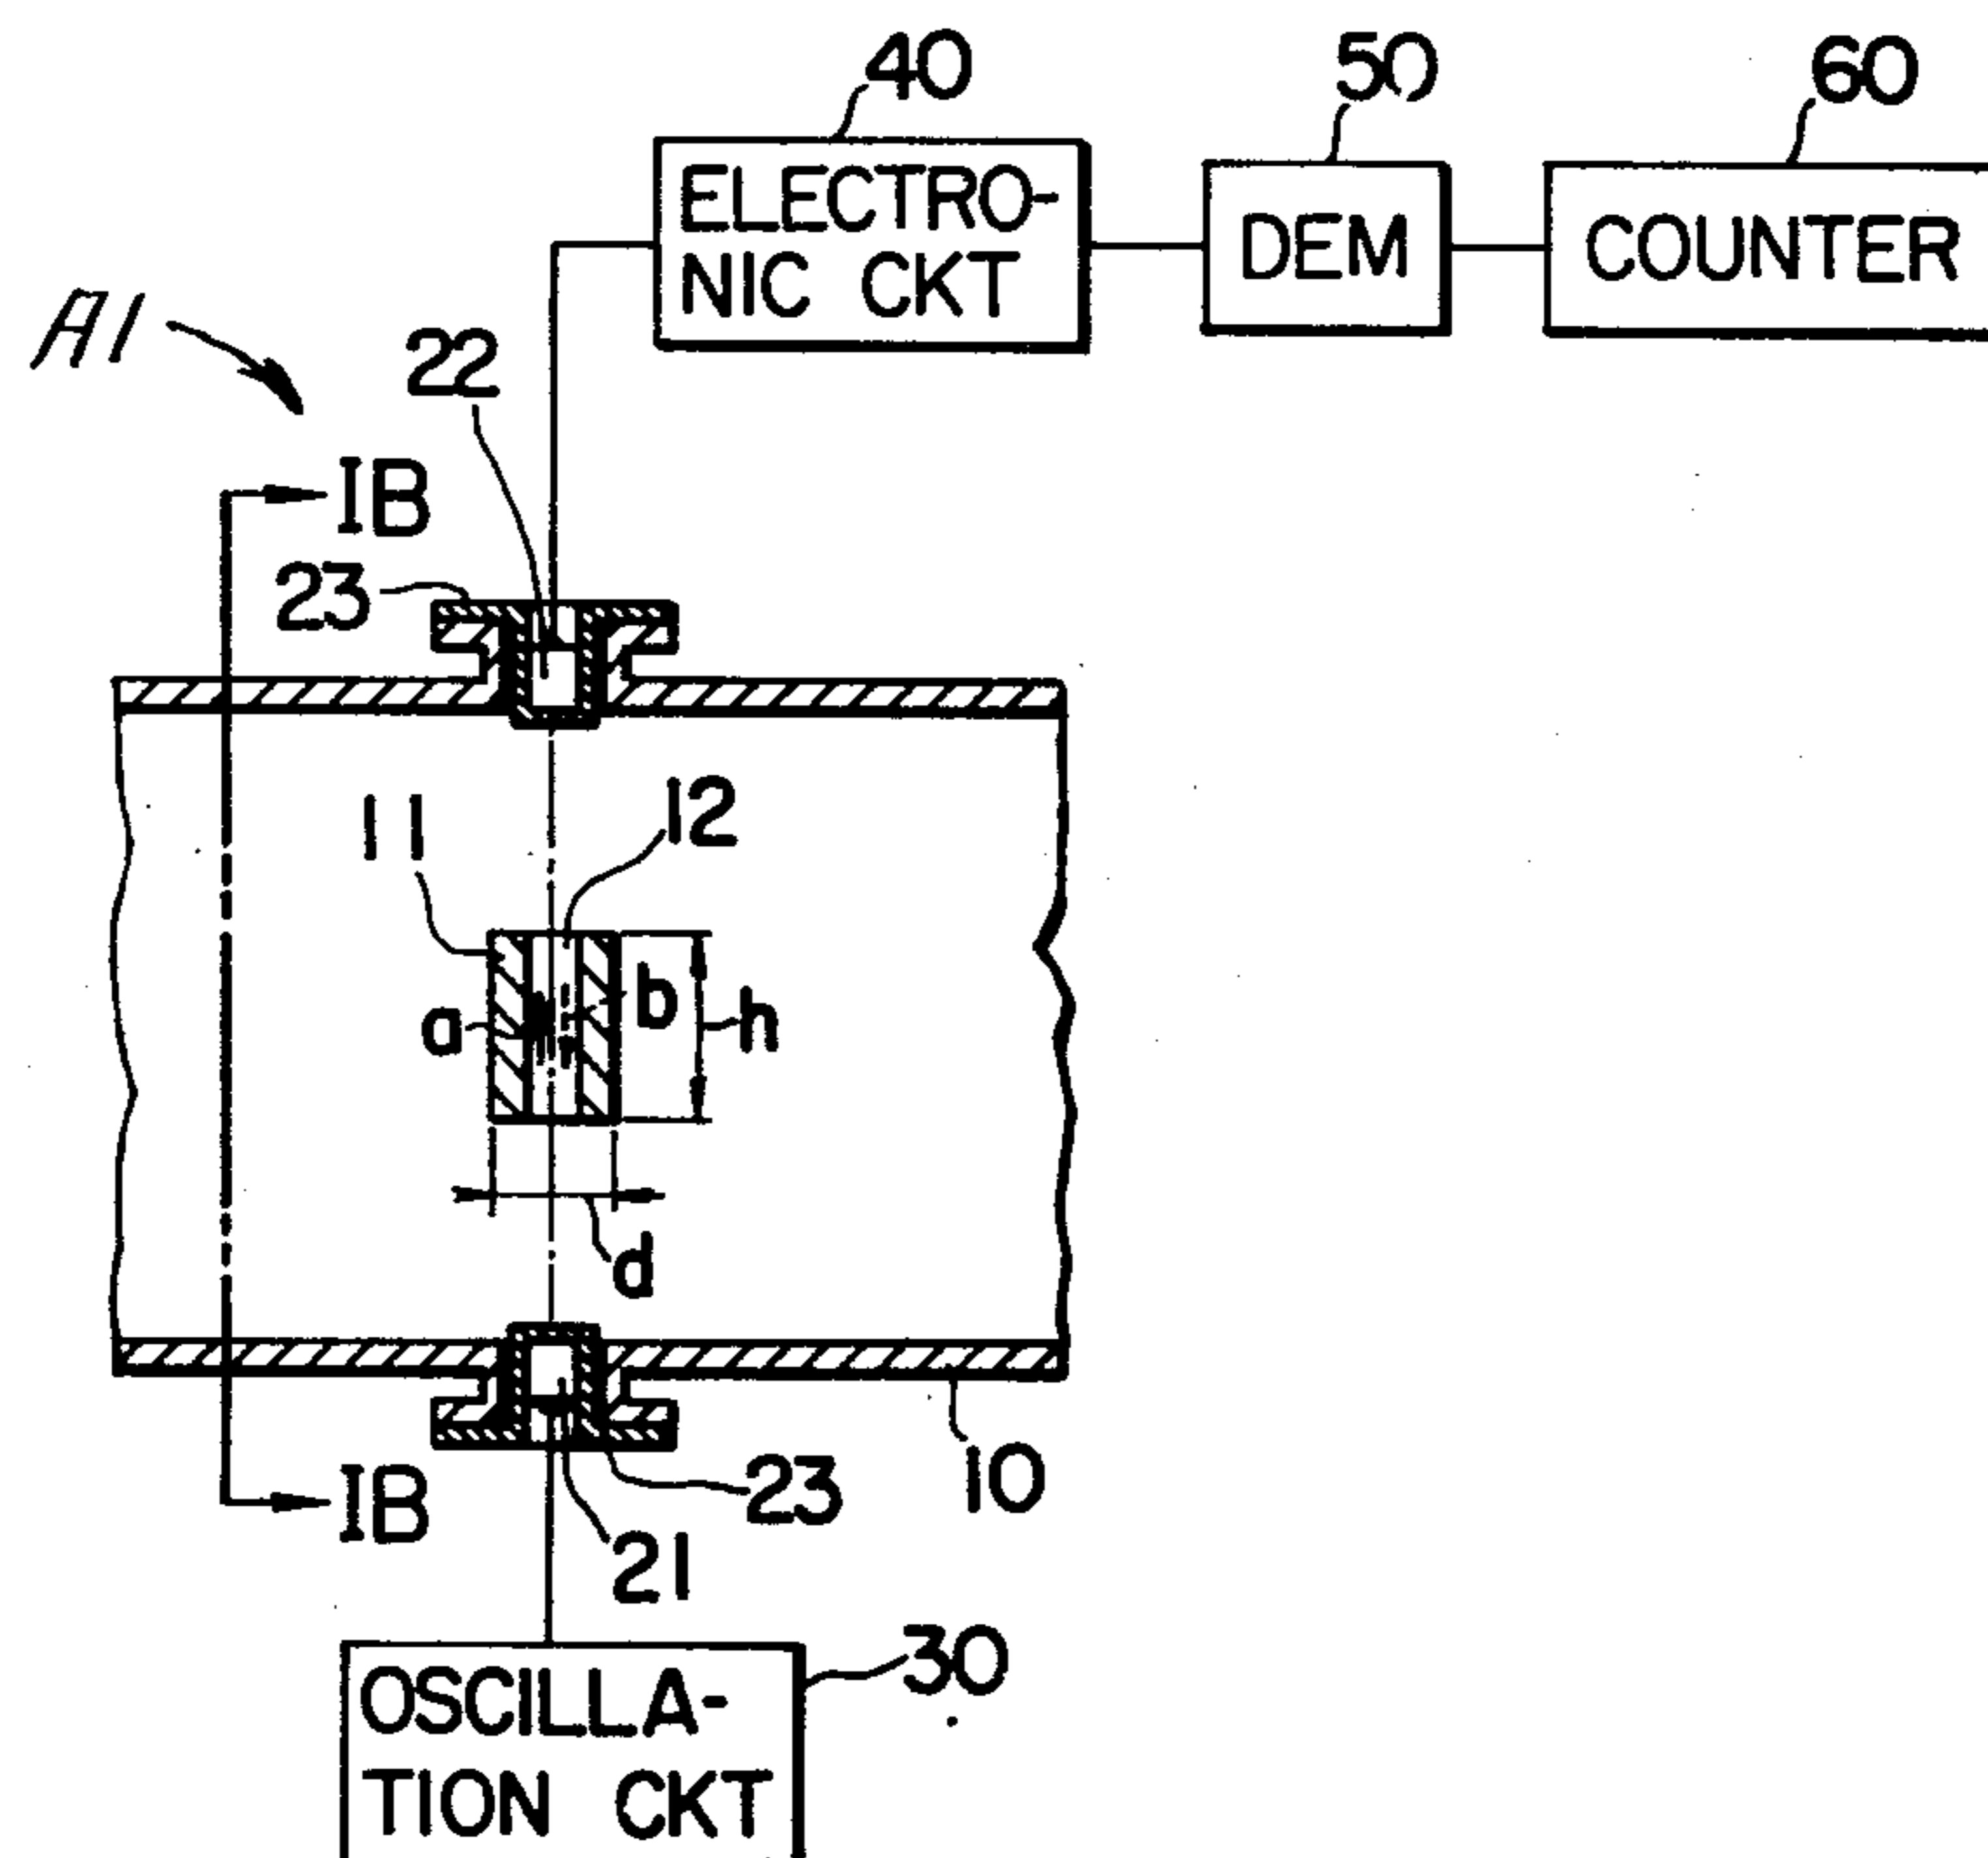 40
50
60
ELECTRO-
NIC CKT
DEM
COUNTER
A1
22
IB
23
12
11
b
a
h
d
10
IB
23
21
30
OSCILLA-
TION CKT